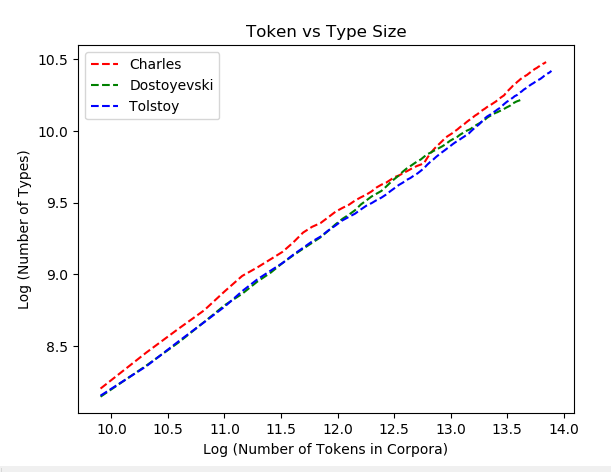 Token vs Type Size
Charles
Dostoyevski
Tolstoy
Log (Number of Types)
10.5
10.0
9.5
9.0
8.5
10.0 10.5 11.0 11.5 12.0 12.5 13.0 13.5 14.0
Log (Number of Tokens in Corpora)